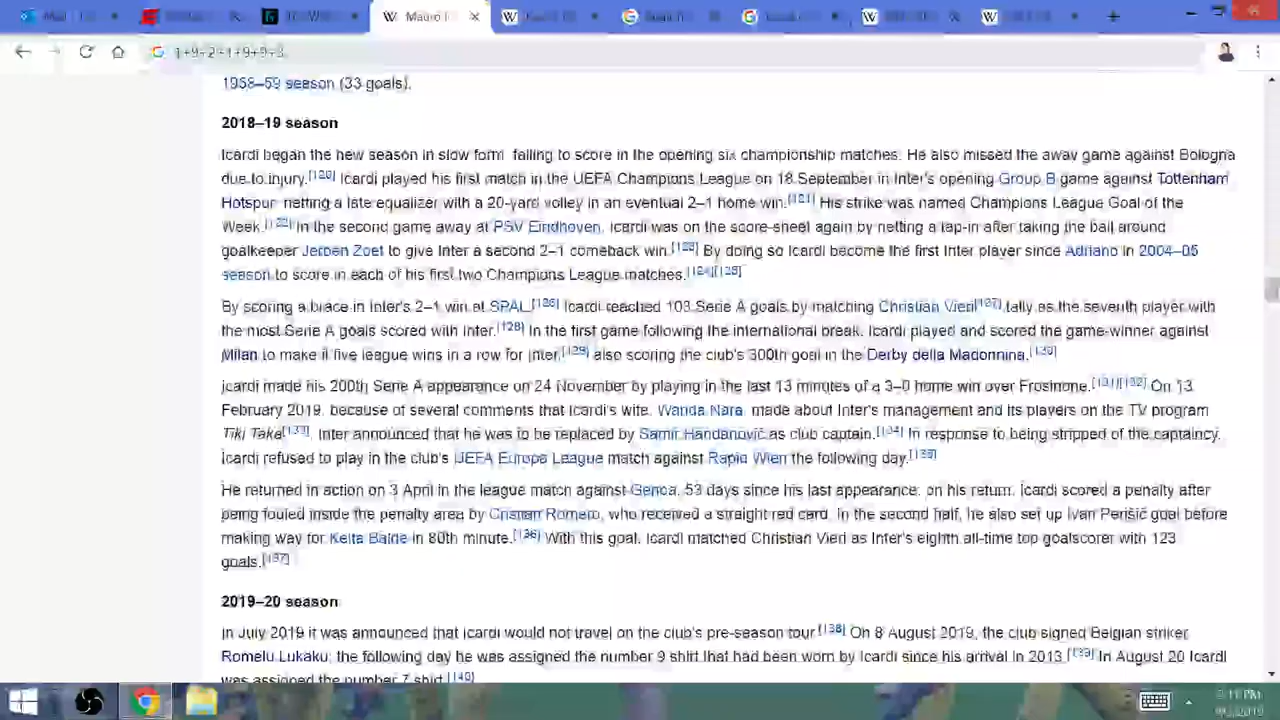 Mauro I
1958–59 season (33 goals).
2018–19 season
Icardi began the new season in slow form failing to score in the opening six championship matches. He also missed the away game against Bologna
due to injury.[120] Icardi played his first match in the UEFA Champions League on 18 September in Inter's opening Group B game against Tottenham
Hotspur netting a late equalizer with a 20-yard volley in an eventual 2–1 home win.[121] His strike was named Champions League Goal of the
Week.[122] In the second game away at PSV Eindhoven, Icardi was on the score-sheet again by netting a tap-in after taking the ball around
goalkeeper Jeroen Zoet to give Inter a second 2–1 comeback win.[123] By doing so Icardi become the first Inter player since Adriano in 2004–05
season to score in each of his first two Champions League matches.[124][125]
By scoring a brace in Inter's 2–1 win at SPAL,[126] Icardi reached 103 Serie A goals by matching Christian Vieri[127] tally as the seventh player with
the most Serie A goals scored with Inter.[128] In the first game following the international break, Icardi played and scored the game-winner against
Milan to make it five league wins in a row for Inter,[129] also scoring the club's 300th goal in the Derby della Madonnina.[130]
Icardi made his 200th Serie A appearance on 24 November by playing in the last 13 minutes of a 3–0 home win over Frosinone.[131][132] On 13
February 2019, because of several comments that Icardi's wife, Wanda Nara, made about Inter's management and its players on the TV program
Tiki Taka[133], Inter announced that he was to be replaced by Samir Handanovič as club captain.[134] In response to being stripped of the captaincy,
Icardi refused to play in the club's UEFA Europa League match against Rapid Wien the following day.[135]
He returned in action on 3 April in the league match against Genoa, 53 days since his last appearance, on his return, Icardi scored a penalty after
being fouled inside the penalty area by Cristian Romero, who received a straight red card. In the second half, he also set up Ivan Perišić goal before
making way for Keita Balde in 80th minute.[136] With this goal, Icardi matched Christian Vieri as Inter's eighth all-time top goalscorer with 123
goals.[137]
2019–20 season
In July 2019 it was announced that Icardi would not travel on the club's pre-season tour.[138] On 8 August 2019, the club signed Belgian striker
Romelu Lukaku, the following day he was assigned the number 9 shirt that had been worn by Icardi since his arrival in 2013.[139] In August 20 Icardi
was assigned the number 7 shirt.[140]